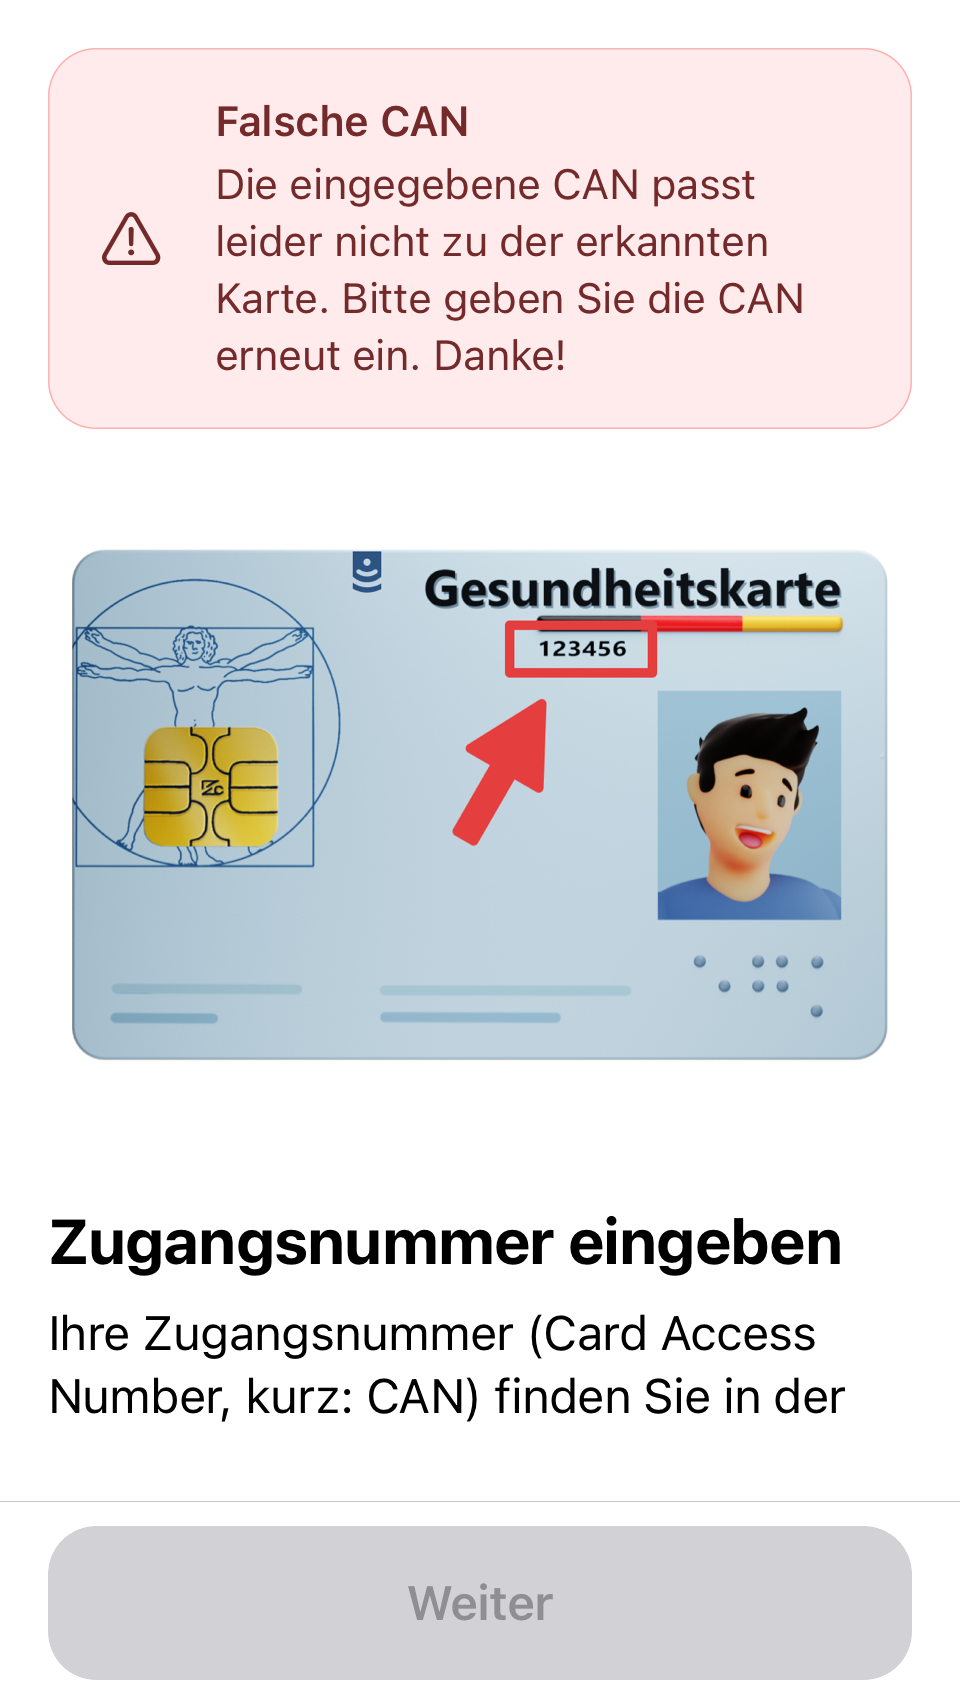 Falsche CAN
Die eingegebene CAN passt
leider nicht zu der erkannten
Karte. Bitte geben Sie die CAN
erneut ein. Danke!
Gesundheitskarte
123456
Zugangsnummer eingeben
Ihre Zugangsnummer (Card Access
Number, kurz: CAN) finden Sie in der
Weiter